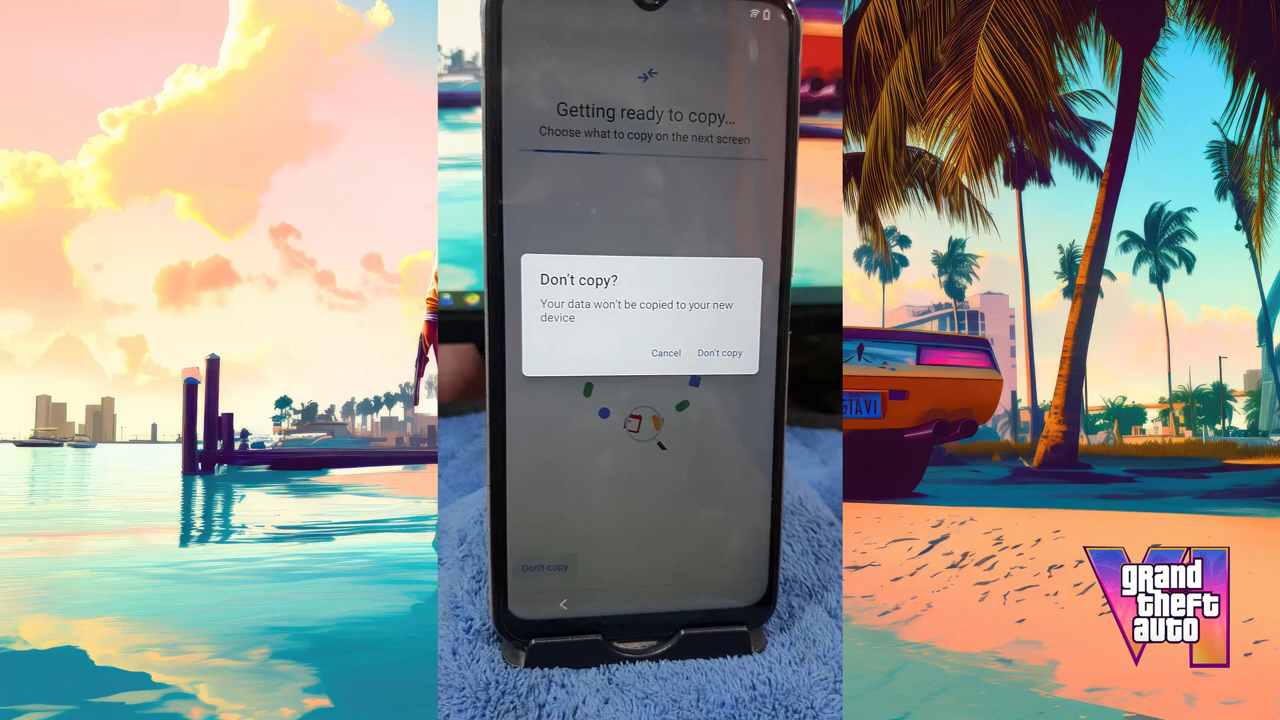 Getting ready to copy...
Choose what to copy on the next screen
Don't copy?
Your data won't be copied to your new
device
Cancel
Don't copy
Don't copy
GTAVI
VI
grand
theft
auto